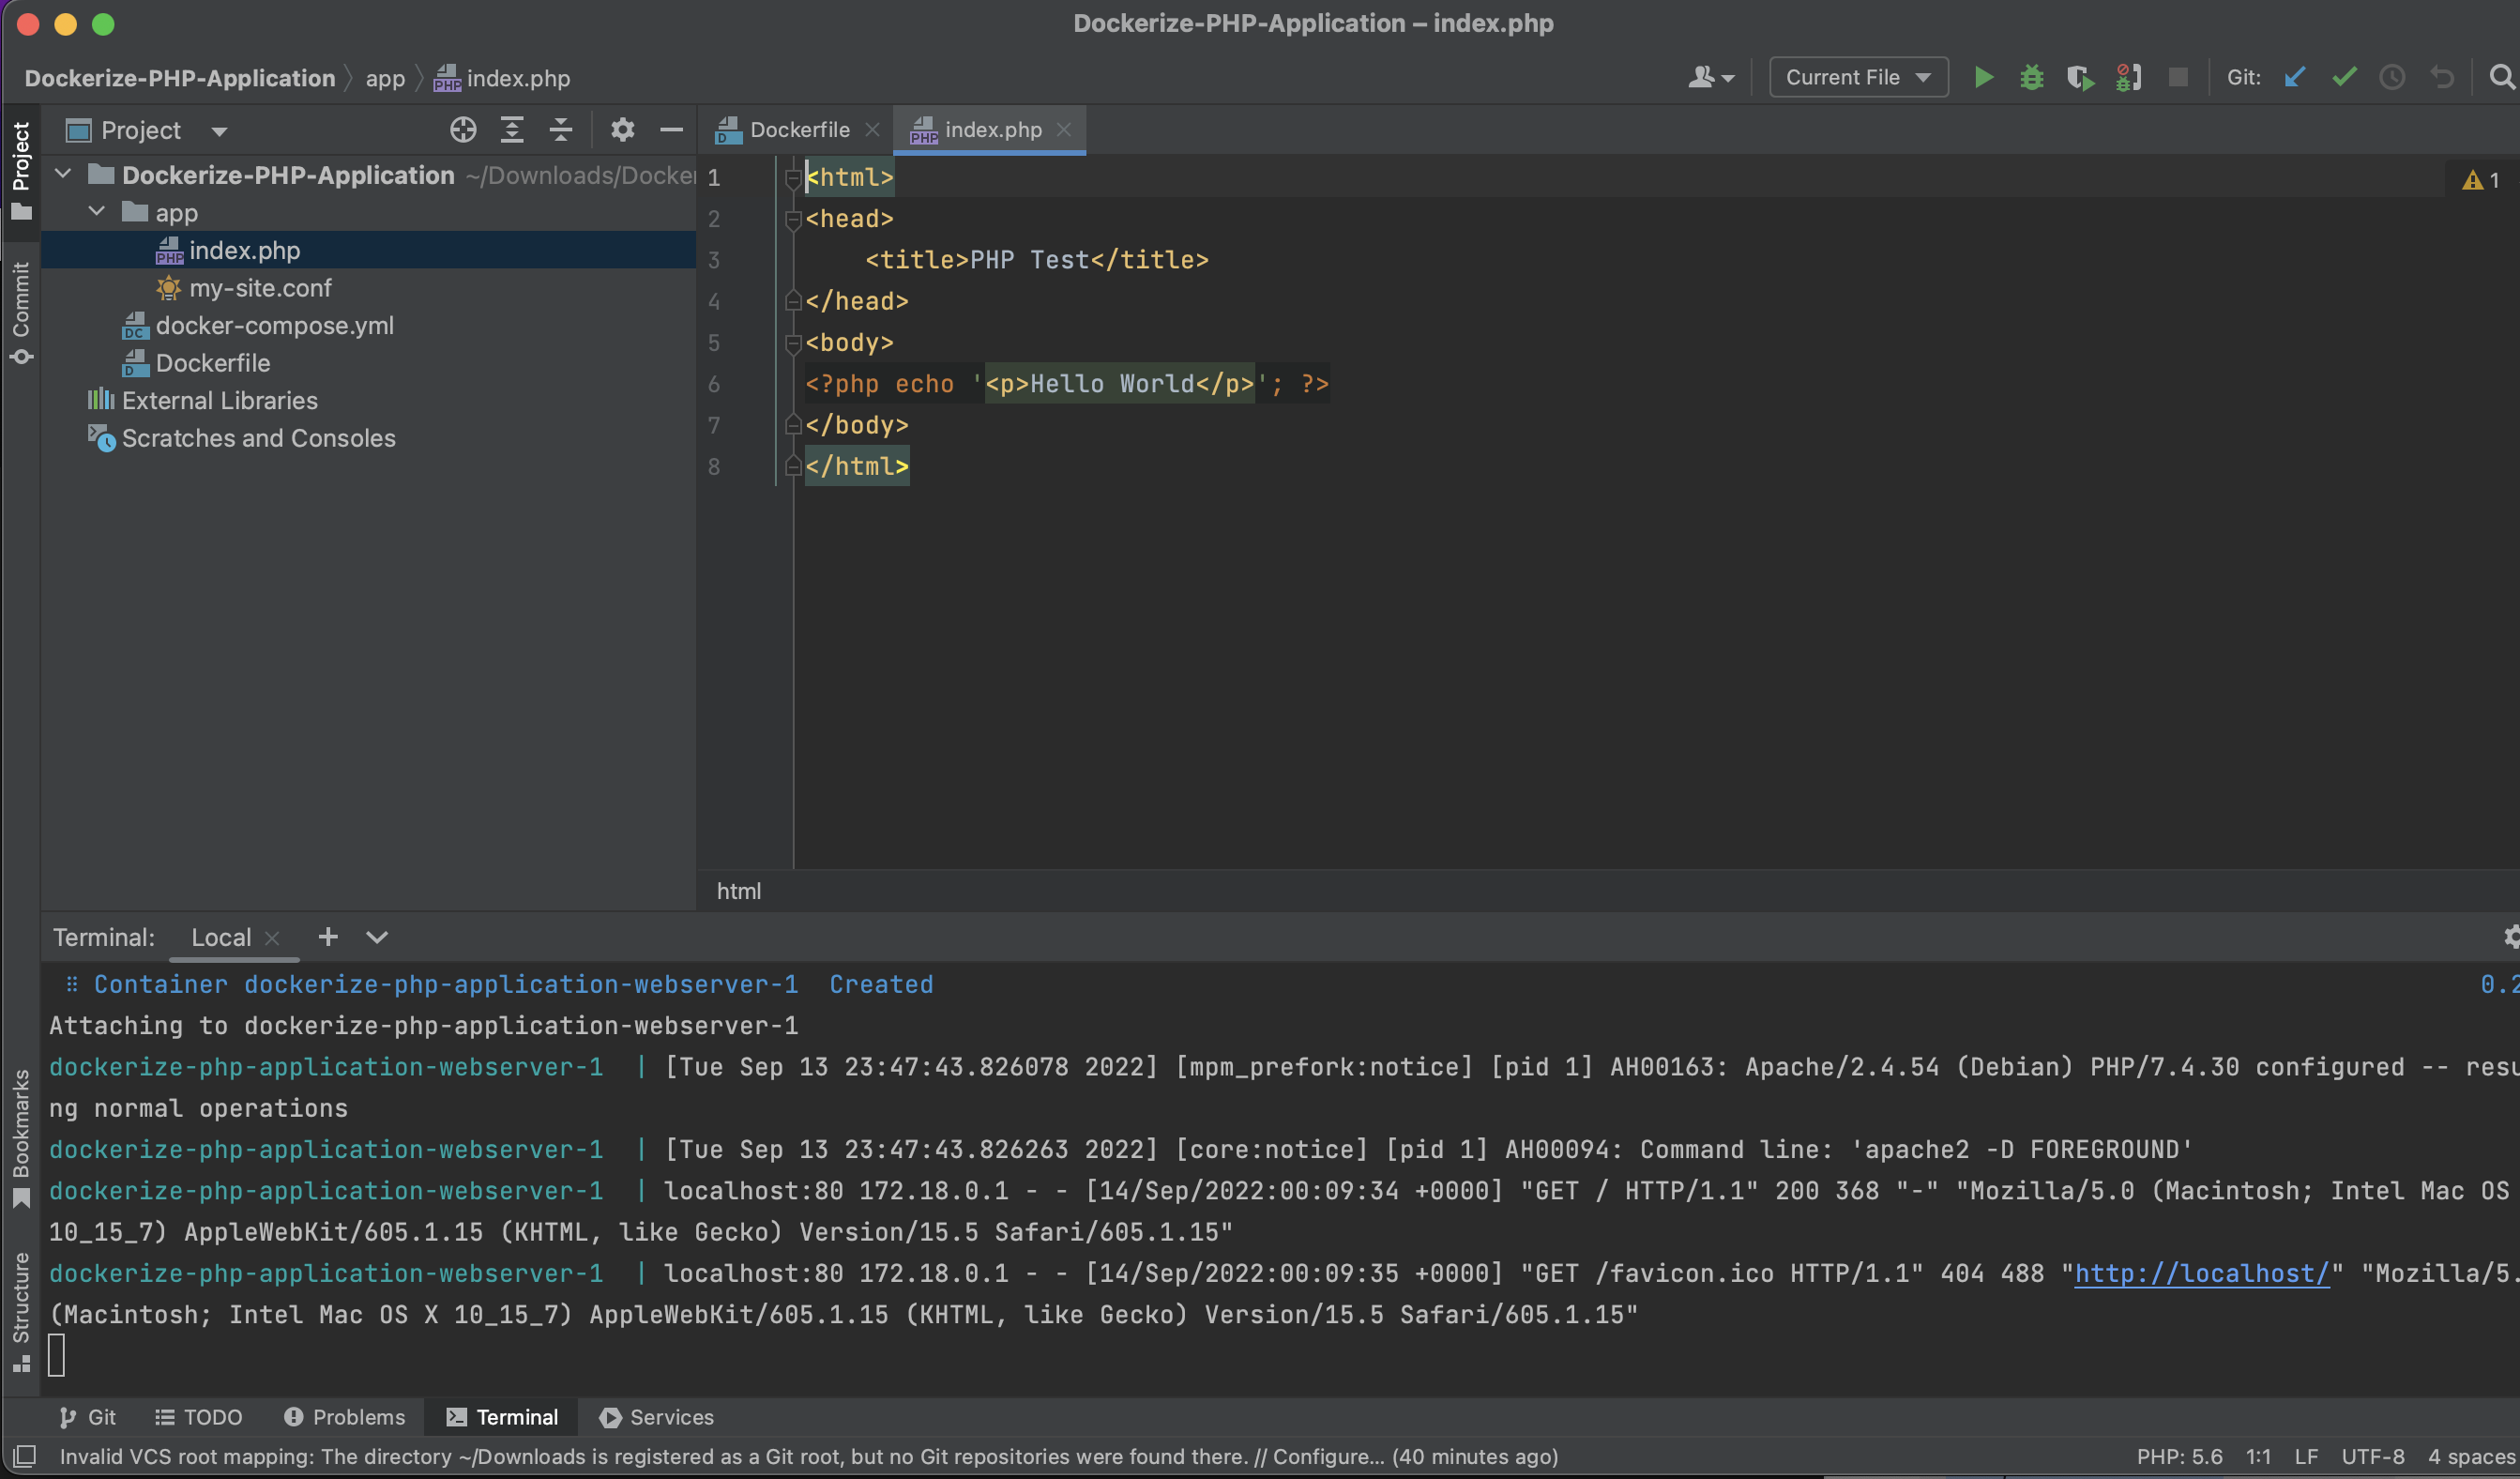 Dockerize-PHP-Application – index.php
Dockerize-PHP-Application app index.php
Current File
Git:
Project
Commit
Bookmarks
Structure
Project
Dockerize-PHP-Application ~/Downloads/Docker
app
index.php
my-site.conf
docker-compose.yml
Dockerfile
External Libraries
Scratches and Consoles
Dockerfile index.php
1 <html>
2 <head>
3 <title>PHP Test</title>
4 </head>
5 <body>
6 <?php echo '<p>Hello World</p>'; ?>
7 </body>
8 </html>
1
html
Terminal: Local
Container dockerize-php-application-webserver-1 Created 0.2
Attaching to dockerize-php-application-webserver-1
dockerize-php-application-webserver-1 | [Tue Sep 13 23:47:43.826078 2022] [mpm_prefork:notice] [pid 1] AH00163: Apache/2.4.54 (Debian) PHP/7.4.30 configured -- resu
ng normal operations
dockerize-php-application-webserver-1 | [Tue Sep 13 23:47:43.826263 2022] [core:notice] [pid 1] AH00094: Command line: 'apache2 -D FOREGROUND'
dockerize-php-application-webserver-1 | localhost:80 172.18.0.1 - - [14/Sep/2022:00:09:34 +0000] "GET / HTTP/1.1" 200 368 "-" "Mozilla/5.0 (Macintosh; Intel Mac OS
10_15_7) AppleWebKit/605.1.15 (KHTML, like Gecko) Version/15.5 Safari/605.1.15"
dockerize-php-application-webserver-1 | localhost:80 172.18.0.1 - - [14/Sep/2022:00:09:35 +0000] "GET /favicon.ico HTTP/1.1" 404 488 "http://localhost/" "Mozilla/5.
(Macintosh; Intel Mac OS X 10_15_7) AppleWebKit/605.1.15 (KHTML, like Gecko) Version/15.5 Safari/605.1.15"
Git TODO Problems Terminal Services
Invalid VCS root mapping: The directory ~/Downloads is registered as a Git root, but no Git repositories were found there. // Configure... (40 minutes ago) PHP: 5.6 1:1 LF UTF-8 4 spaces